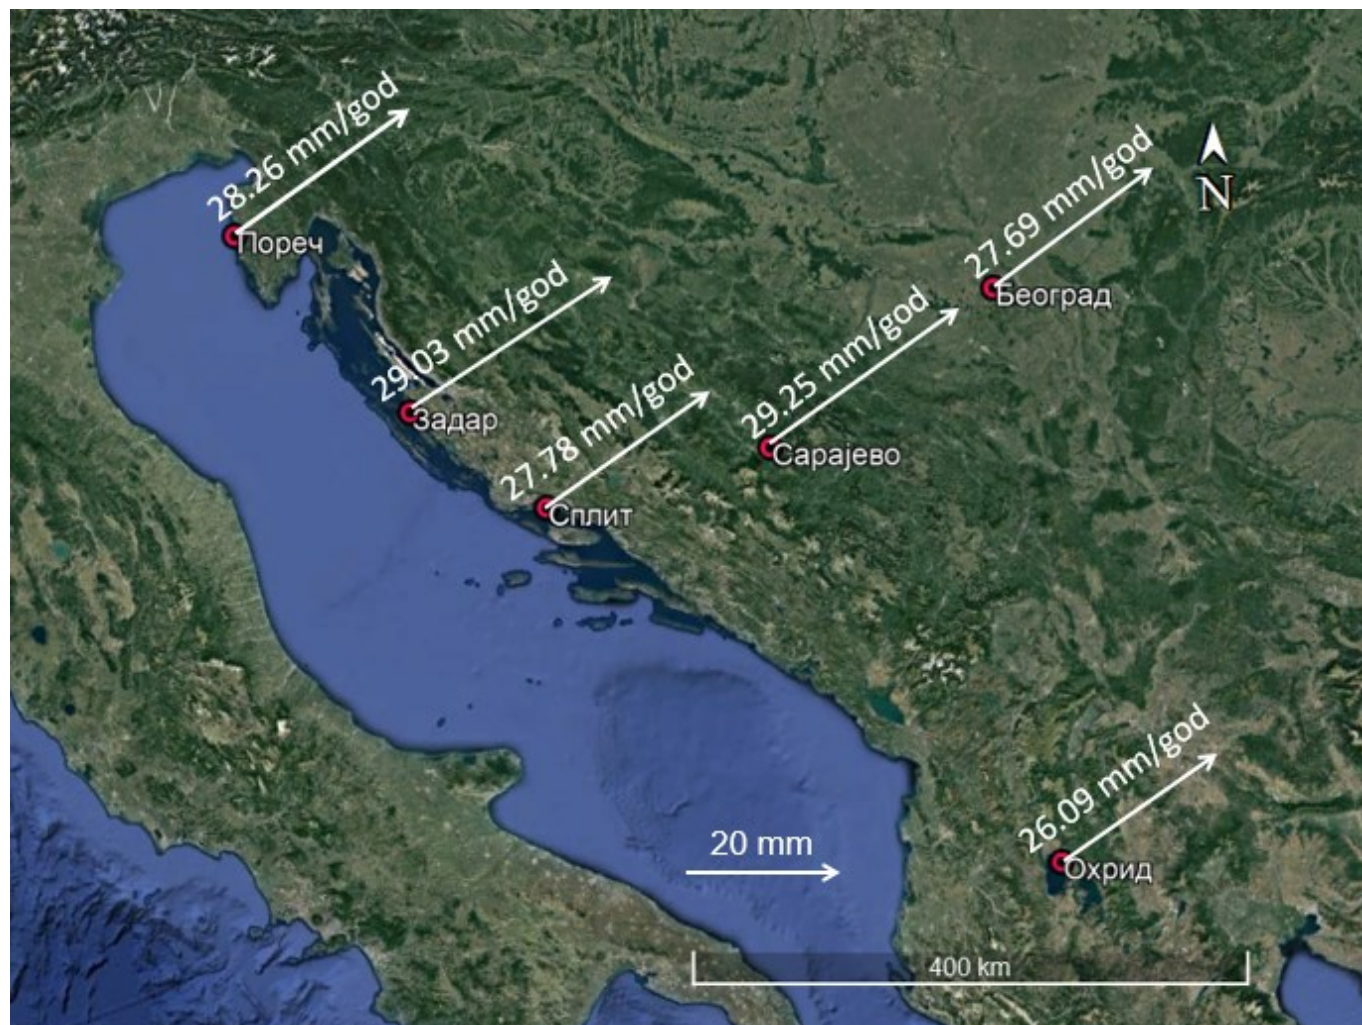 28.26 mm/god
Пореч
N
27.69 mm/god
Београд
29.03 mm/god
Задар
29.25 mm/god
Сарајево
27.78 mm/god
Сплит
26.09 mm/god
Охрид
20 mm
400 km